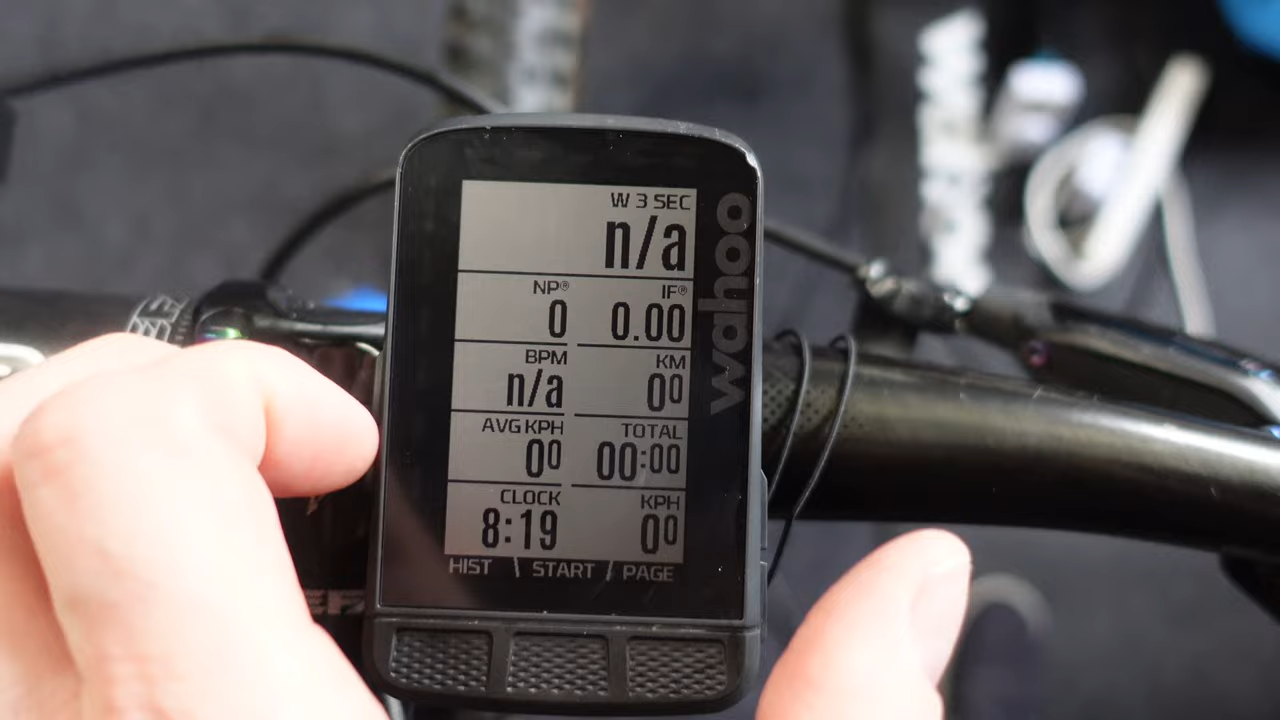 W 3 SEC
n/a
NP® IF®
0 0.00
BPM KM
n/a 0⁰
AVG KPH TOTAL
0⁰ 00:00
CLOCK KPH
8:19 0⁰
HIST START PAGE
wahoo